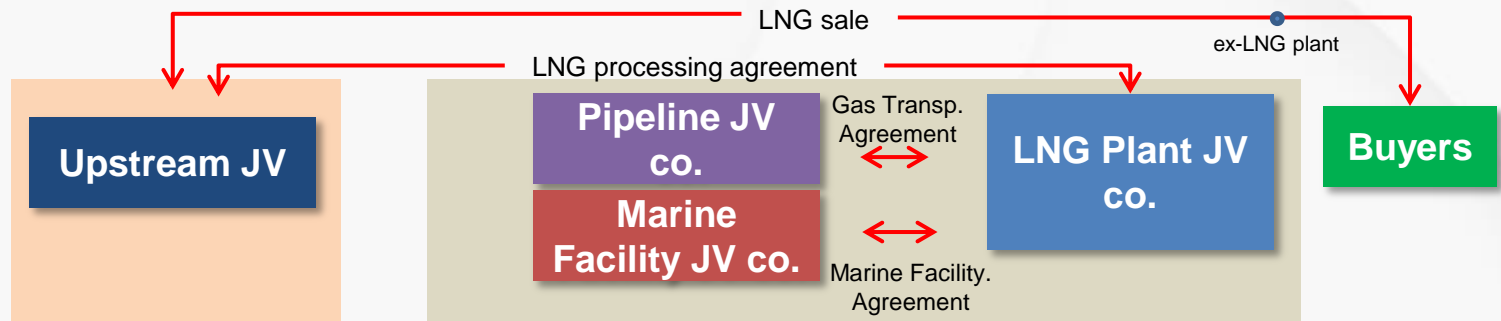 LNG sale
ex-LNG plant
LNG processing agreement
Upstream JV
Pipeline JV
co.
Gas Transp.
Agreement
LNG Plant JV
co.
Buyers
Marine
Facility JV co.
Marine Facility.
Agreement